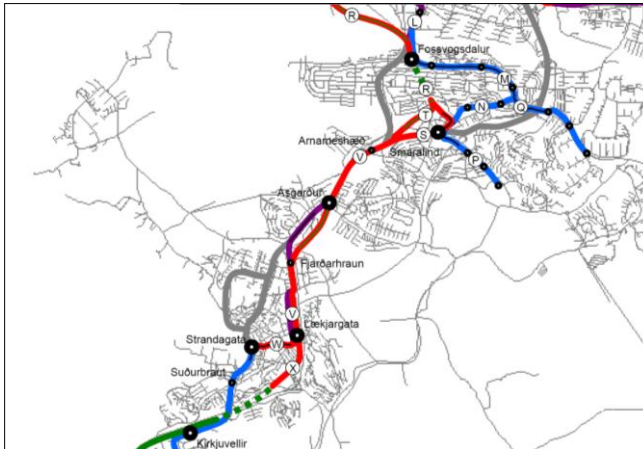 R
L
Fossvogsdalur
M
R
N
Q
T
S
Arnarneshæð
Smáralind
V
P
Ásgarður
Fjarðarhraun
V
Lækjargata
Strandagata
W
Suðurbraut
X
Kirkjuvellir